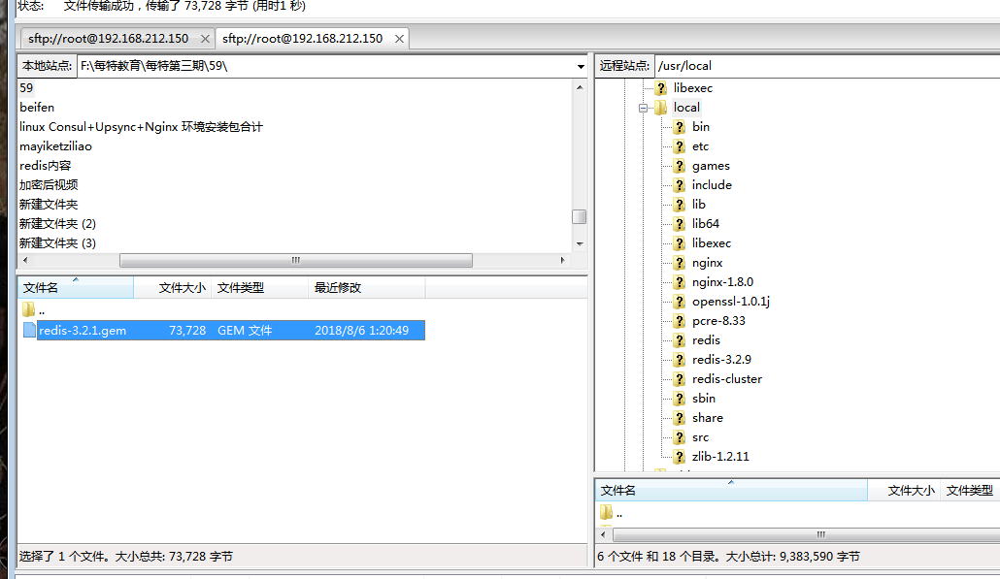 状态: 文件传输成功，传输了 73,728 字节 (用时1 秒)
sftp://root@192.168.212.150 sftp://root@192.168.212.150
本地站点: F:\每特教育\每特第三期\59\
59
beifen
linux Consul+Upsync+Nginx 环境安装包合计
mayiketziliao
redis内容
加密后视频
新建文件夹
新建文件夹 (2)
新建文件夹 (3)
文件名 文件大小 文件类型 最近修改
..
redis-3.2.1.gem 73,728 GEM 文件 2018/8/6 1:20:49
选择了 1 个文件。大小总共: 73,728 字节
远程站点: /usr/local
libexec
local
bin
etc
games
include
lib
lib64
libexec
nginx
nginx-1.8.0
openssl-1.0.1j
pcre-8.33
redis
redis-3.2.9
redis-cluster
sbin
share
src
zlib-1.2.11
文件名 文件大小 文件类型
..
6 个文件 和 18 个目录。大小总计: 9,383,590 字节